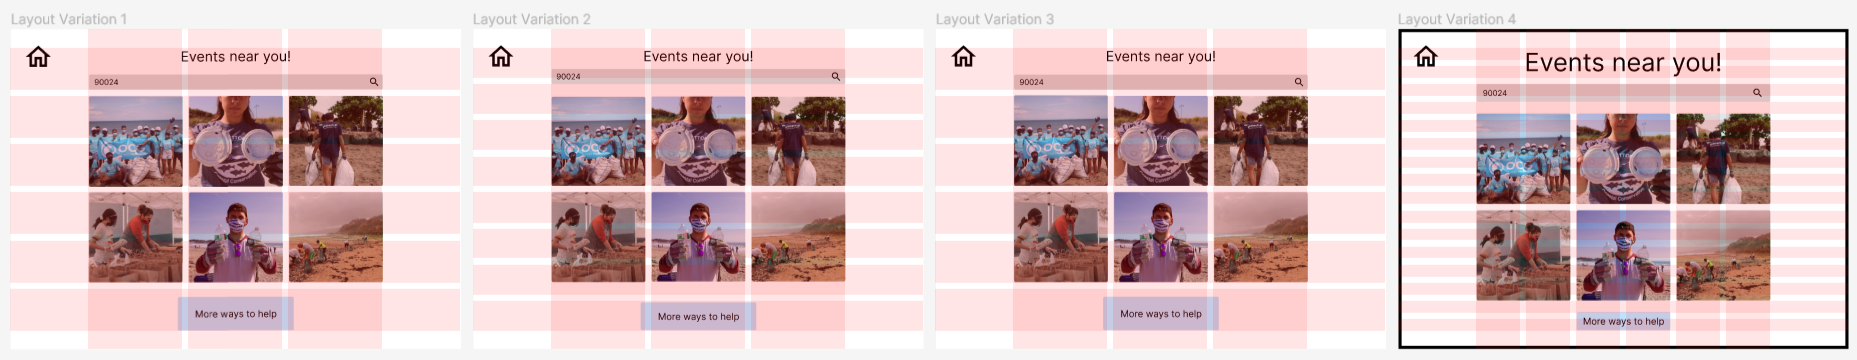 Layout Variation 1
Events near you!
90024
More ways to help
Layout Variation 2
Events near you!
90024
More ways to help
Layout Variation 3
Events near you!
90024
More ways to help
Layout Variation 4
Events near you!
90024
More ways to help